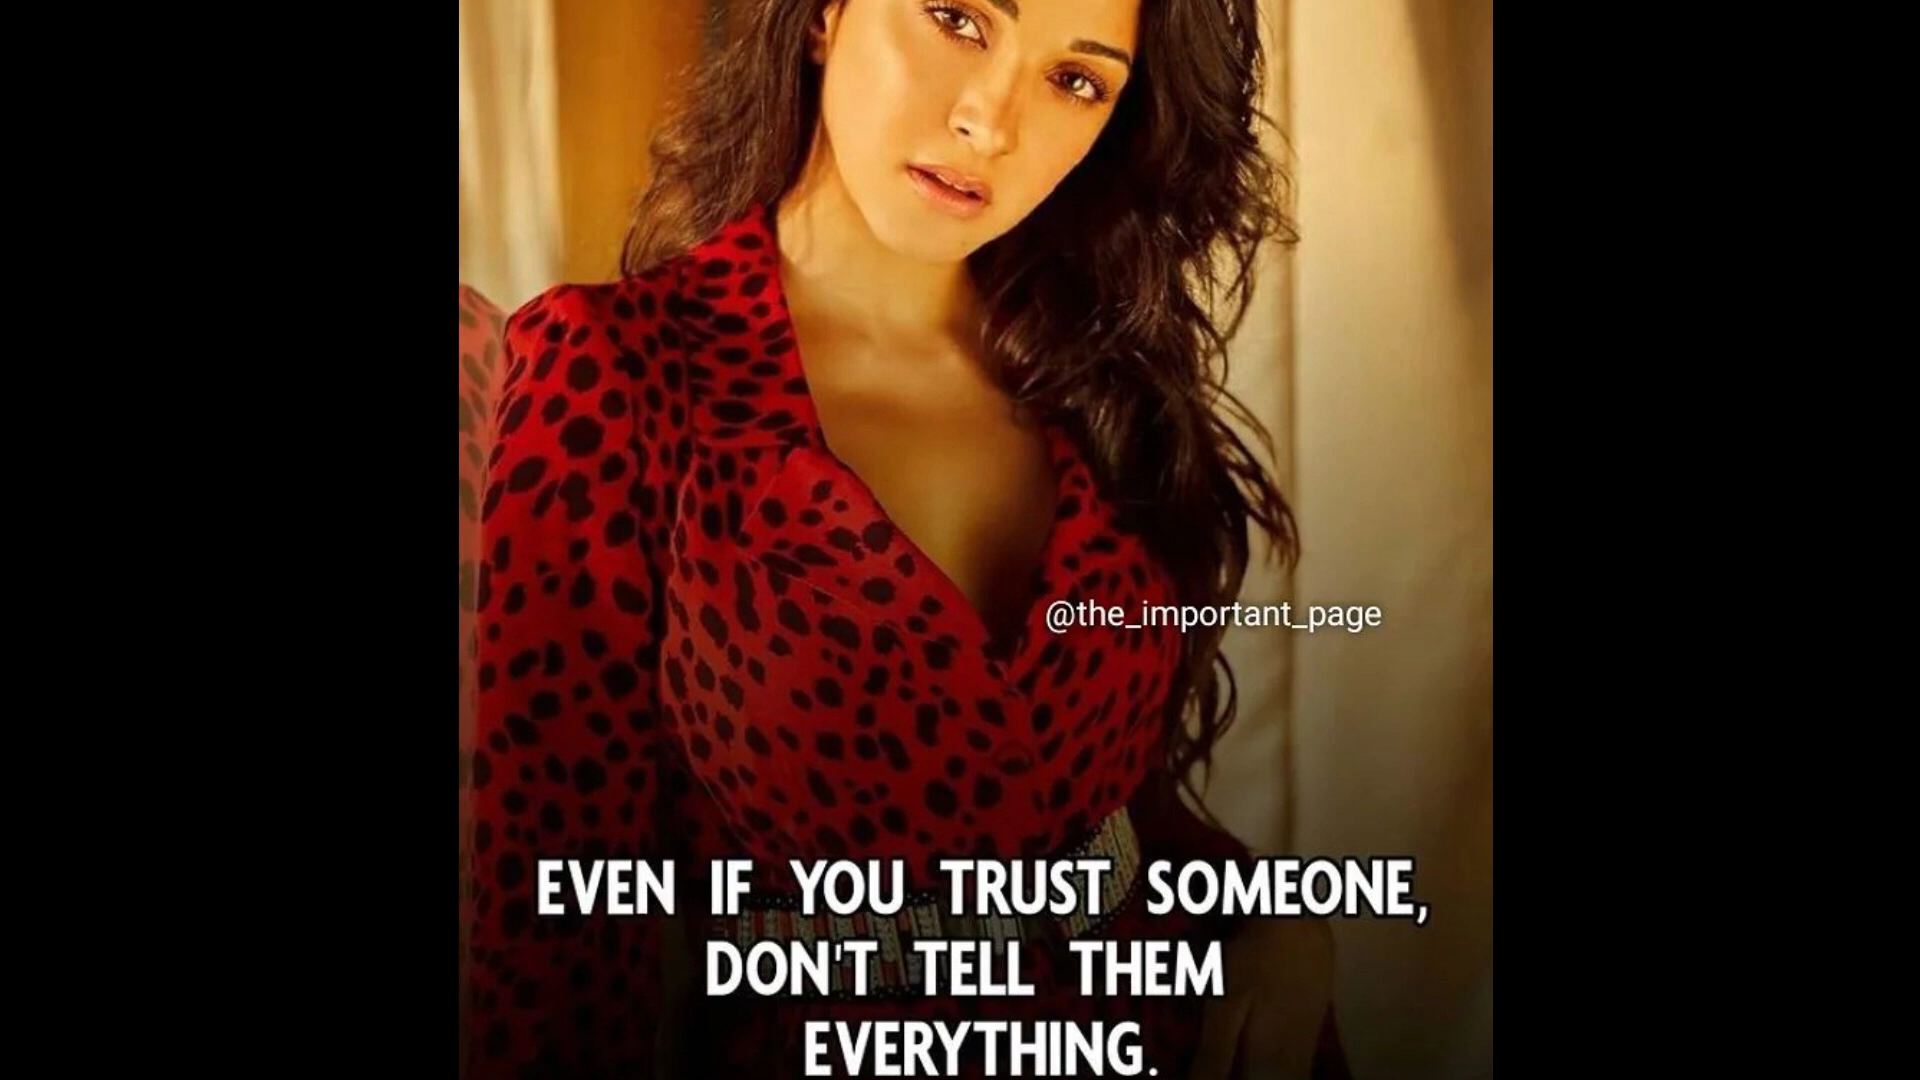 @the_important_page
EVEN IF YOU TRUST SOMEONE,
DON'T TELL THEM
EVERYTHING.